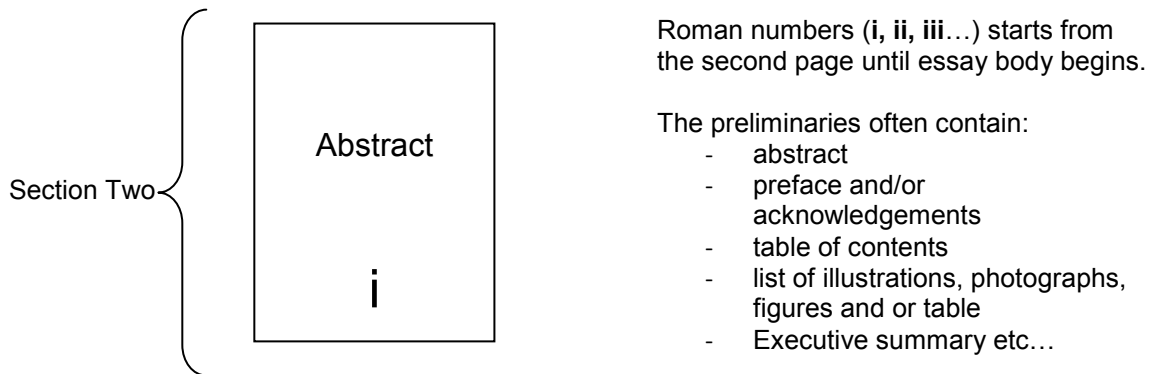 Section Two
Abstract
i
Roman numbers (i, ii, iii…) starts from
the second page until essay body begins.
The preliminaries often contain:
- abstract
- preface and/or
acknowledgements
- table of contents
- list of illustrations, photographs,
figures and or table
- Executive summary etc…